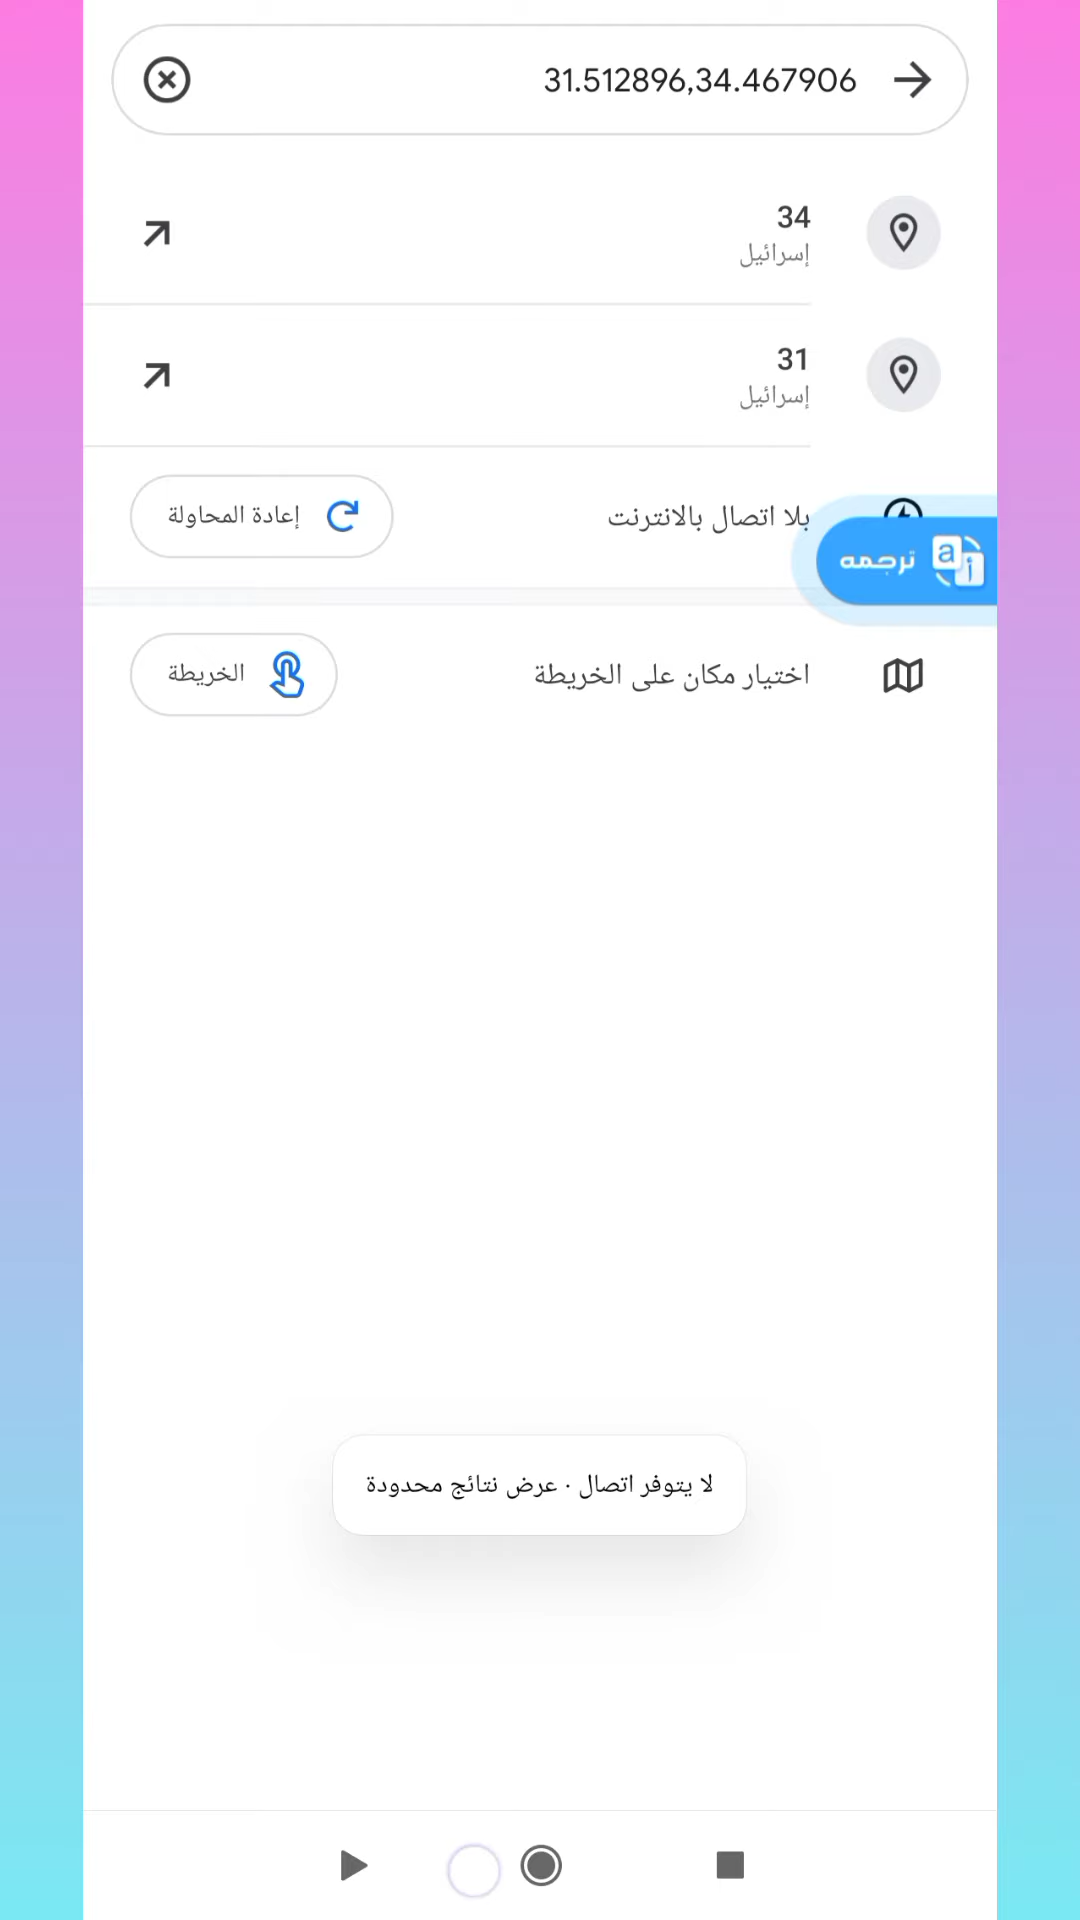 31.512896,34.467906
34
إسرائيل
31
إسرائيل
بلا اتصال بالانترنت
إعادة المحاولة
ترجمه
اختيار مكان على الخريطة
الخريطة
لا يتوفر اتصال · عرض نتائج محدودة